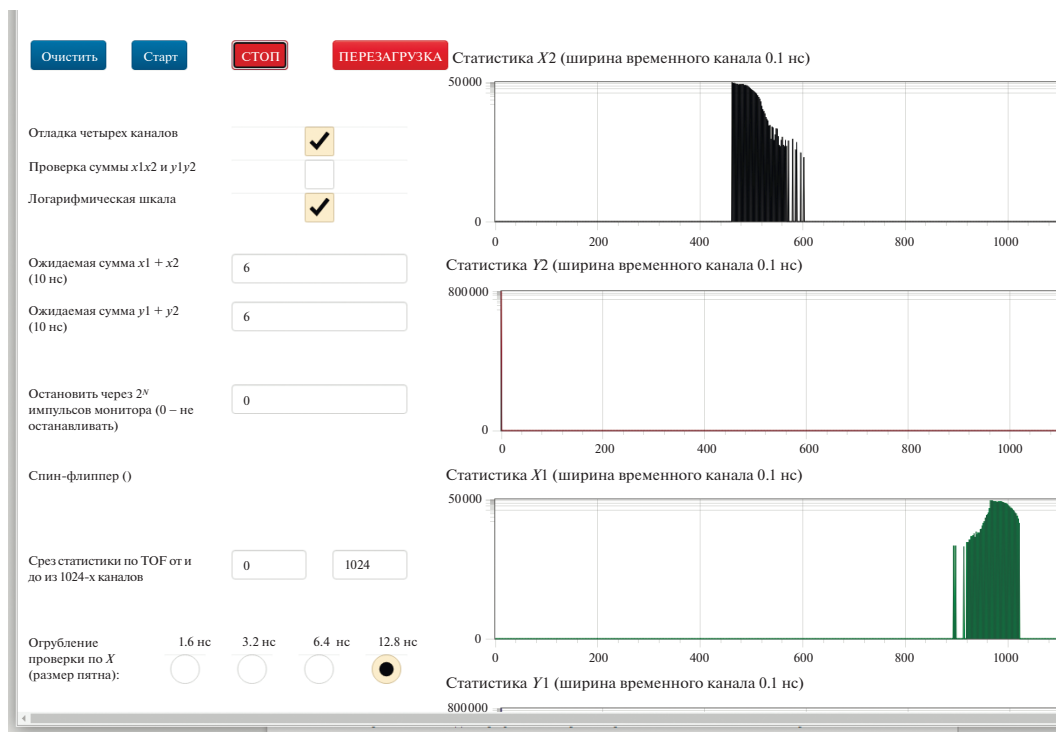 Очистить
Старт
СТОП
ПЕРЕЗАГРУЗКА
Отладка четырех каналов
Проверка суммы x1x2 и y1y2
Логарифмическая шкала
Ожидаемая сумма x1 + x2
(10 нс)
6
Ожидаемая сумма y1 + y2
(10 нс)
6
Остановить через 2ᴺ
импульсов монитора (0 – не
останавливать)
0
Спин-флиппер ()
Срез статистики по TOF от и
до из 1024-х каналов
0
1024
Огрубление
проверки по X
(размер пятна):
1.6 нс
3.2 нс
6.4 нс
12.8 нс
Статистика X2 (ширина временного канала 0.1 нс)
50000
0
0 200 400 600 800 1000
Статистика Y2 (ширина временного канала 0.1 нс)
800000
0
0 200 400 600 800 1000
Статистика X1 (ширина временного канала 0.1 нс)
50000
0
0 200 400 600 800 1000
Статистика Y1 (ширина временного канала 0.1 нс)
800000